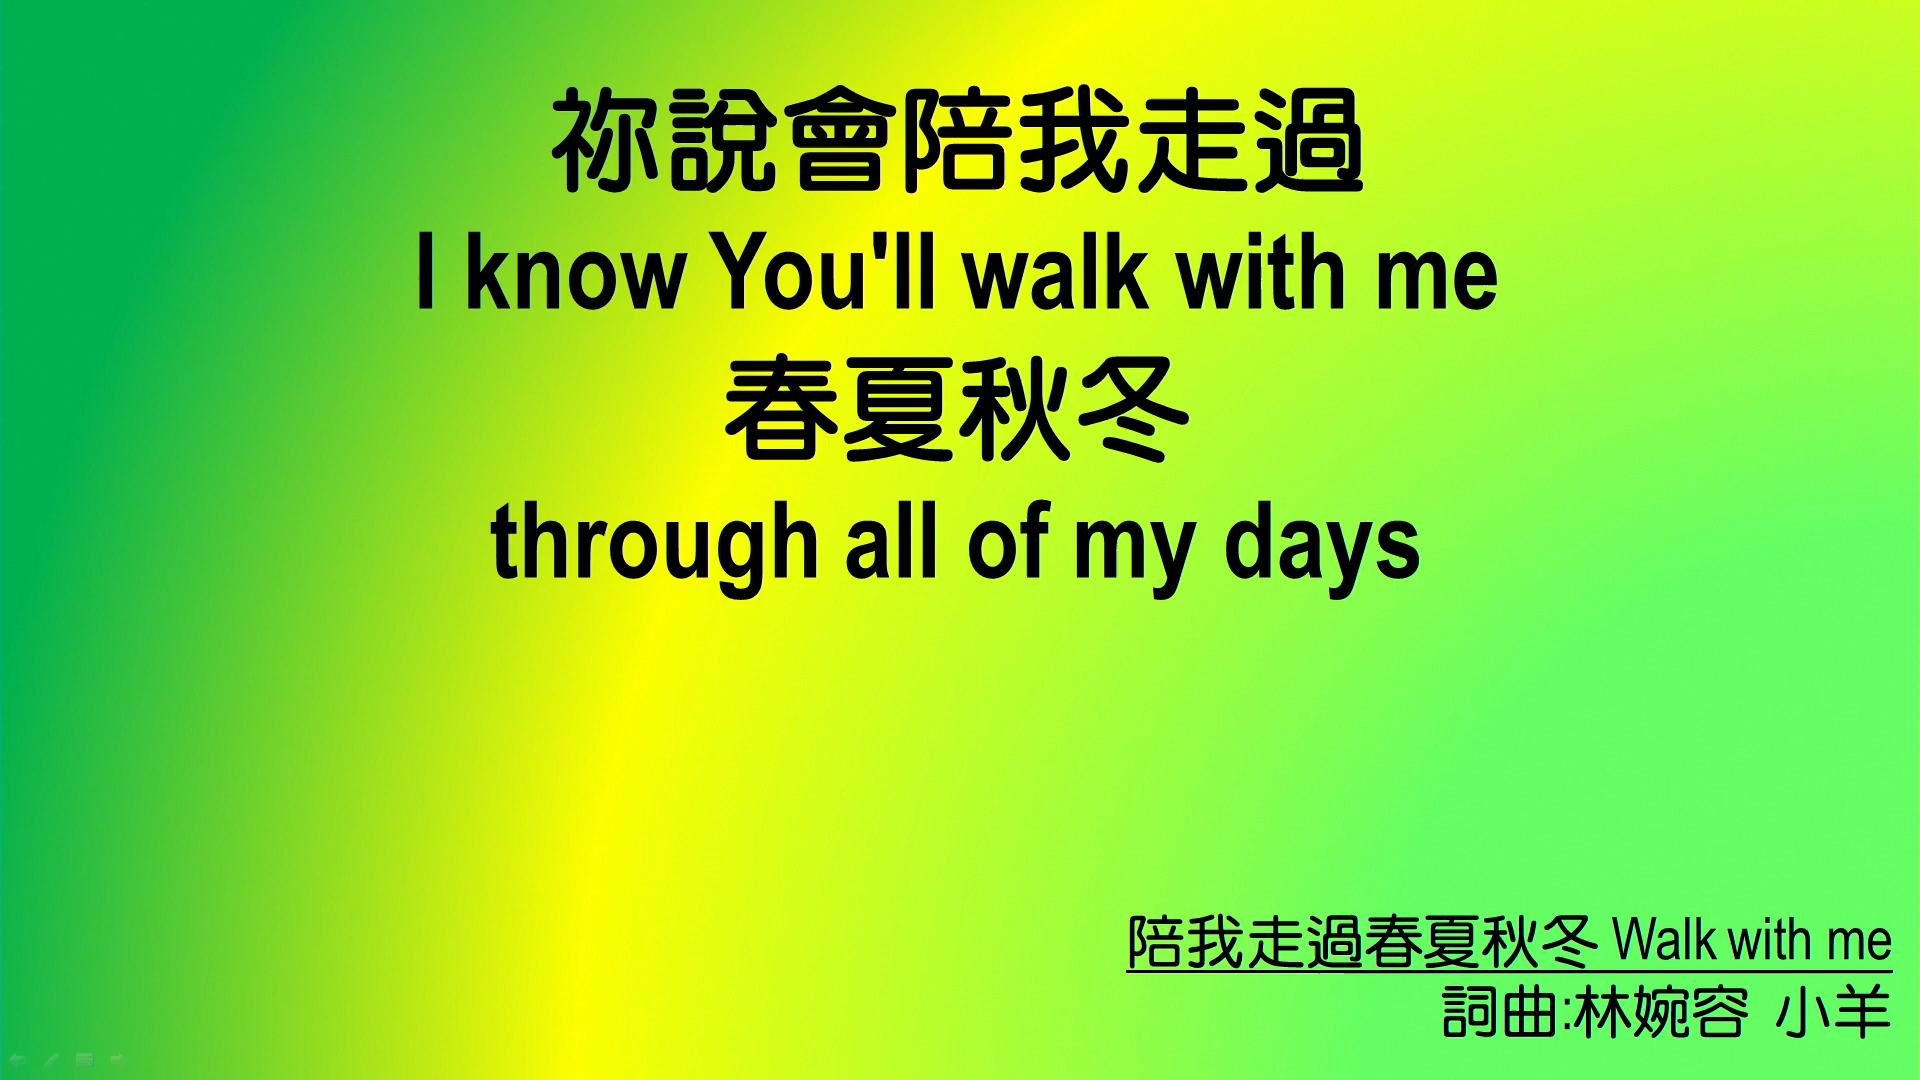 祢說會陪我走過
I know You'll walk with me
春夏秋冬
through all of my days
陪我走過春夏秋冬 Walk with me
詞曲:林婉容 小羊